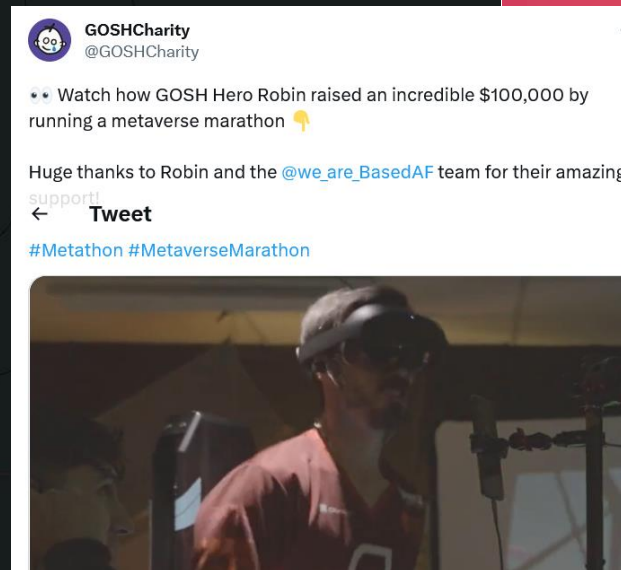 GOSHCharity
@GOSHCharity
👀 Watch how GOSH Hero Robin raised an incredible $100,000 by
running a metaverse marathon 👇
Huge thanks to Robin and the @we_are_BasedAF team for their amazing
support!
← Tweet
#Metathon #MetaverseMarathon